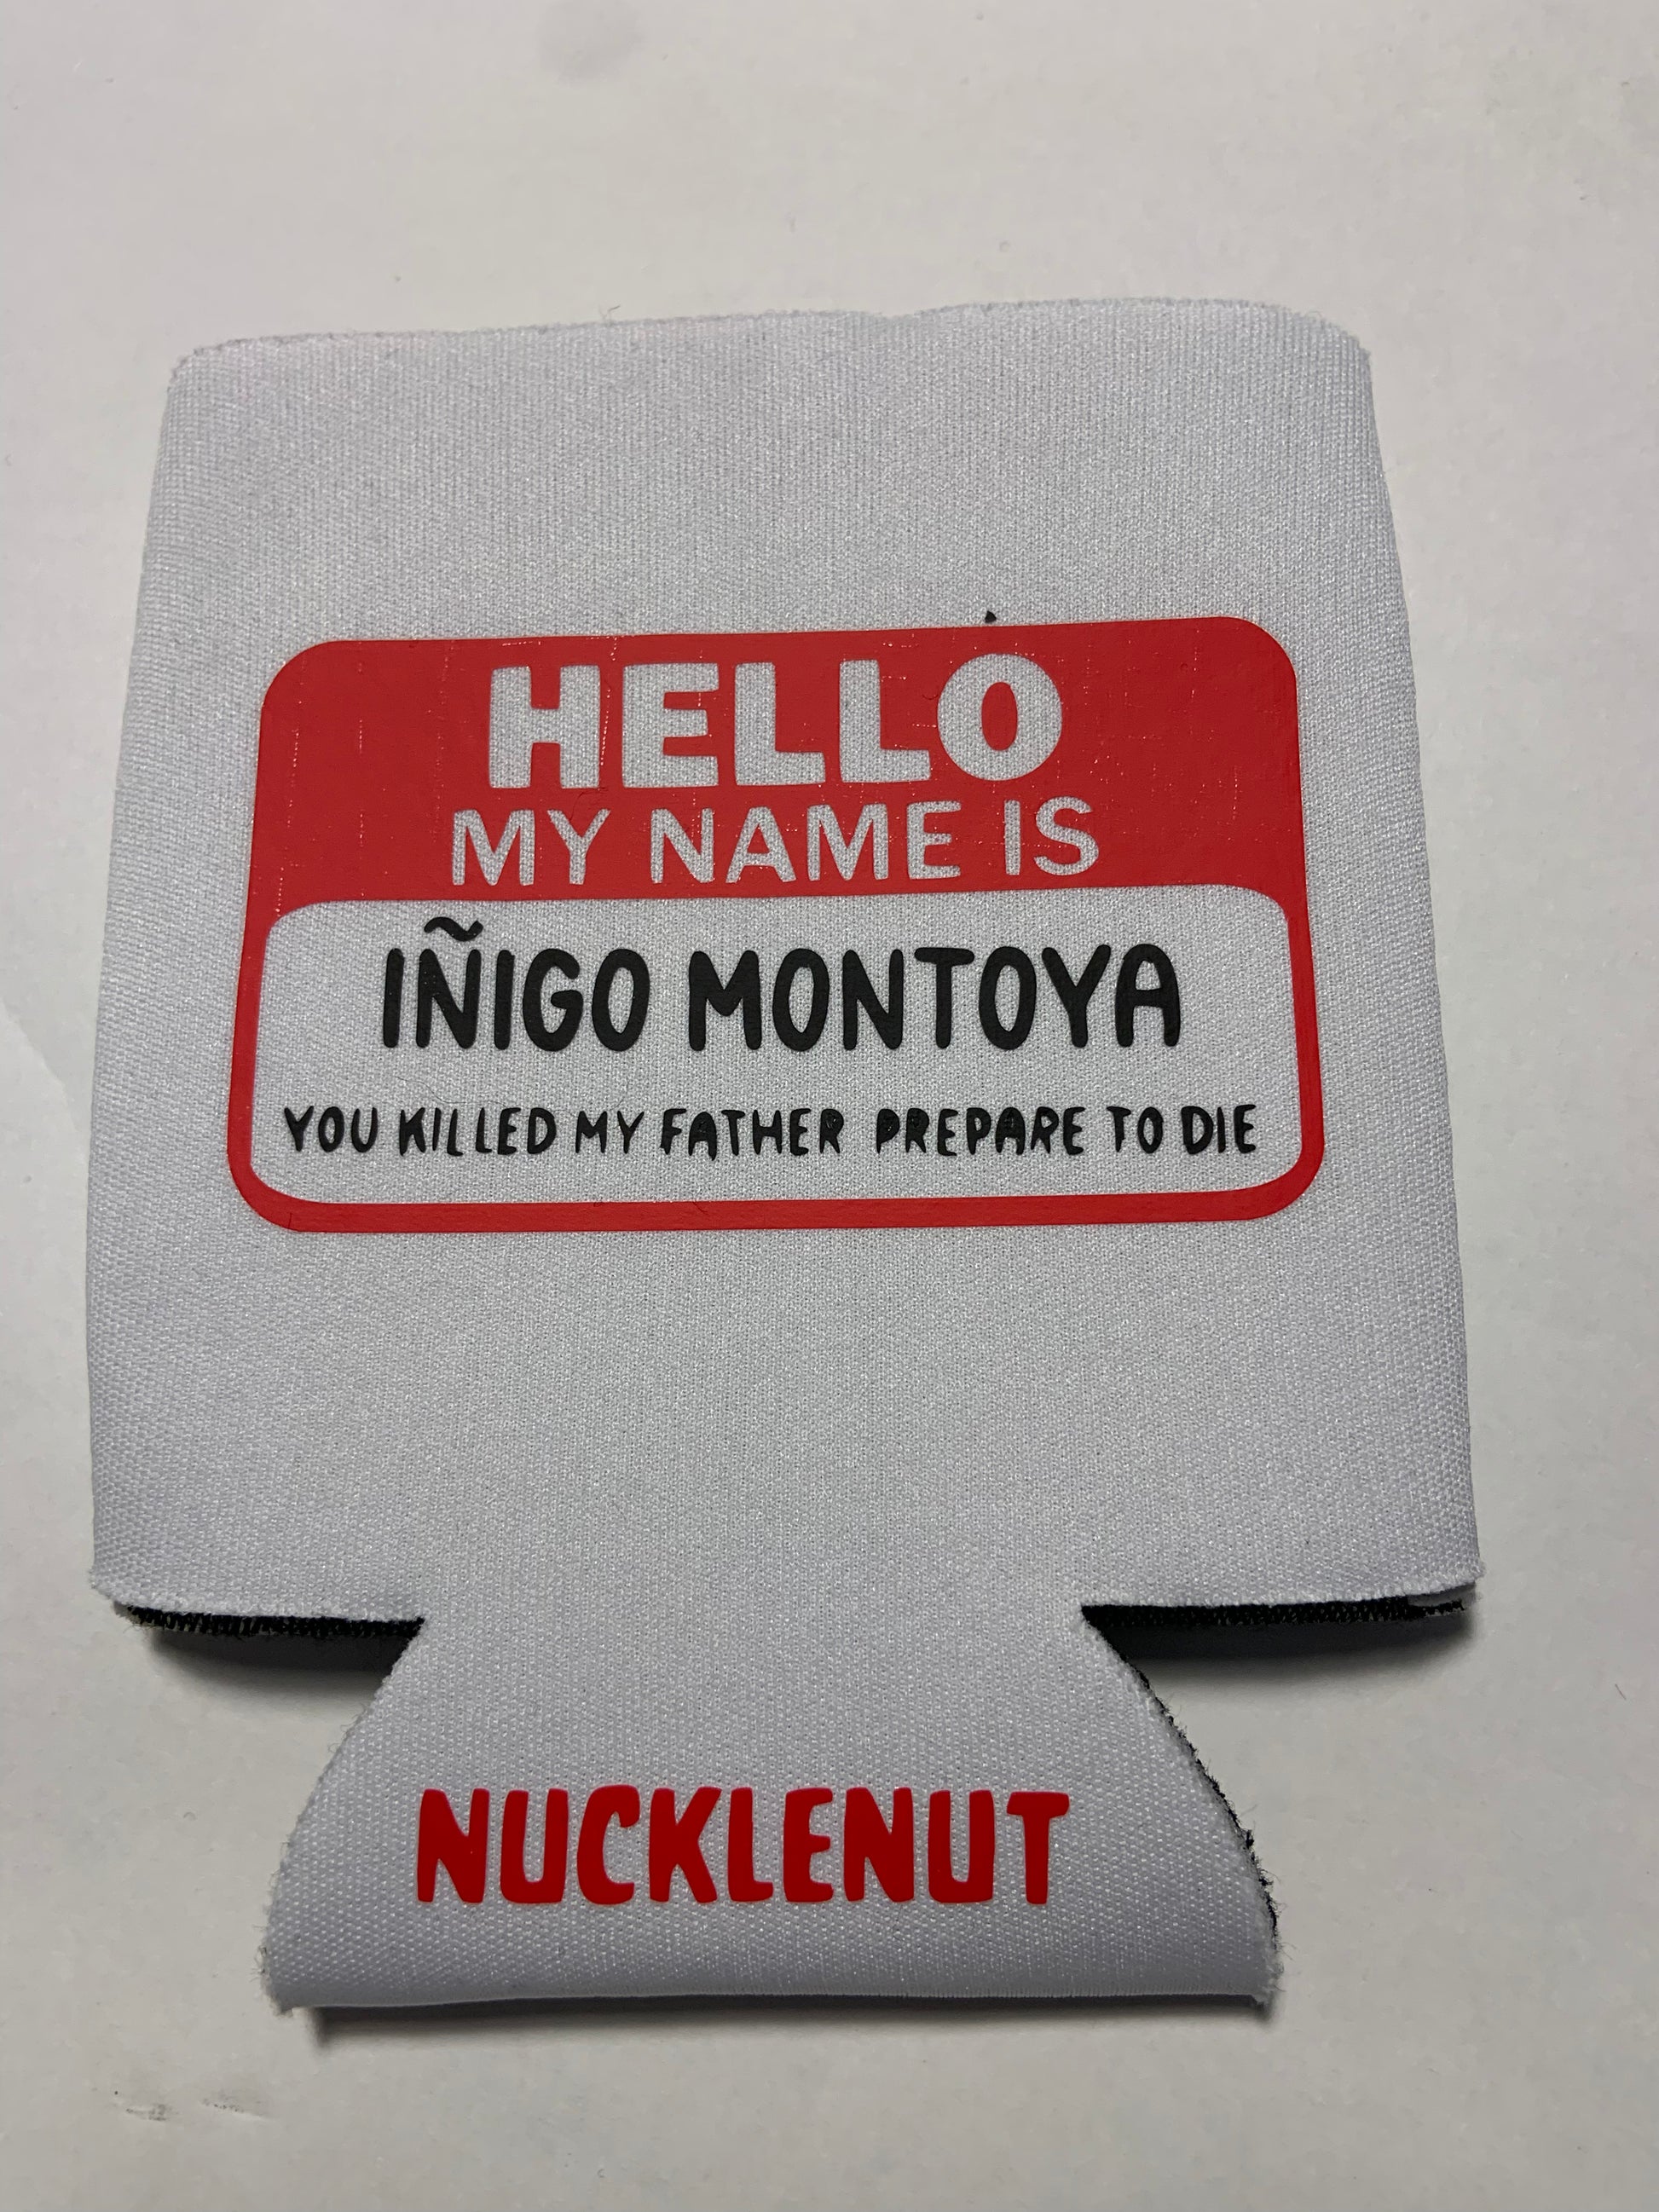 HELLO
MY NAME IS
IÑIGO MONTOYA
YOU KILLED MY FATHER PREPARE TO DIE
NUCKLENUT